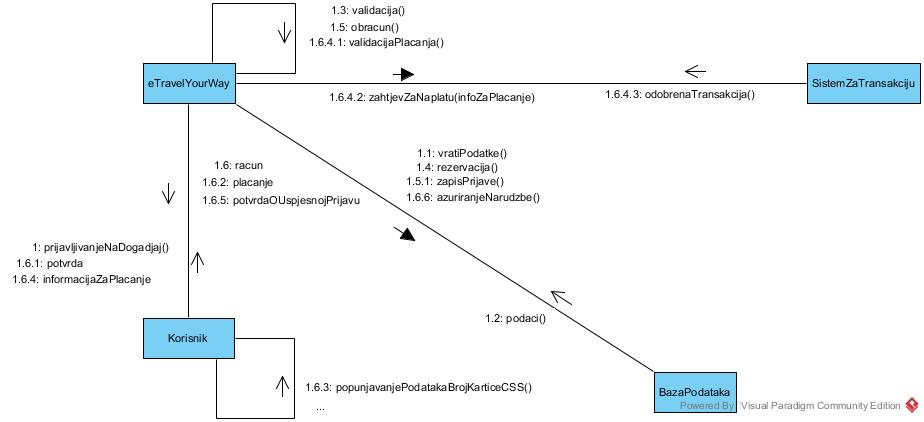 1.3: validacija()
1.5: obracun()
1.6.4.1: validacijaPlacanja()
eTravelYourWay
SistemZaTransakciju
1.6.4.2: zahtjevZaNaplatu(infoZaPlacanje)
1.6.4.3: odobrenaTransakcija()
1.1: vratiPodatke()
1.4: rezervacija()
1.5.1: zapisPrijave()
1.6.6: azuriranjeNarudzbe()
1.6: racun
1.6.2: placanje
1.6.5: potvrdaOUspjesnojPrijavu
1: prijavljivanjeNaDogadjaj()
1.6.1: potvrda
1.6.4: informacijaZaPlacanje
1.2: podaci()
Korisnik
1.6.3: popunjavanjePodatakaBrojKarticeCSS()
...
BazaPodataka
Powered By Visual Paradigm Community Edition